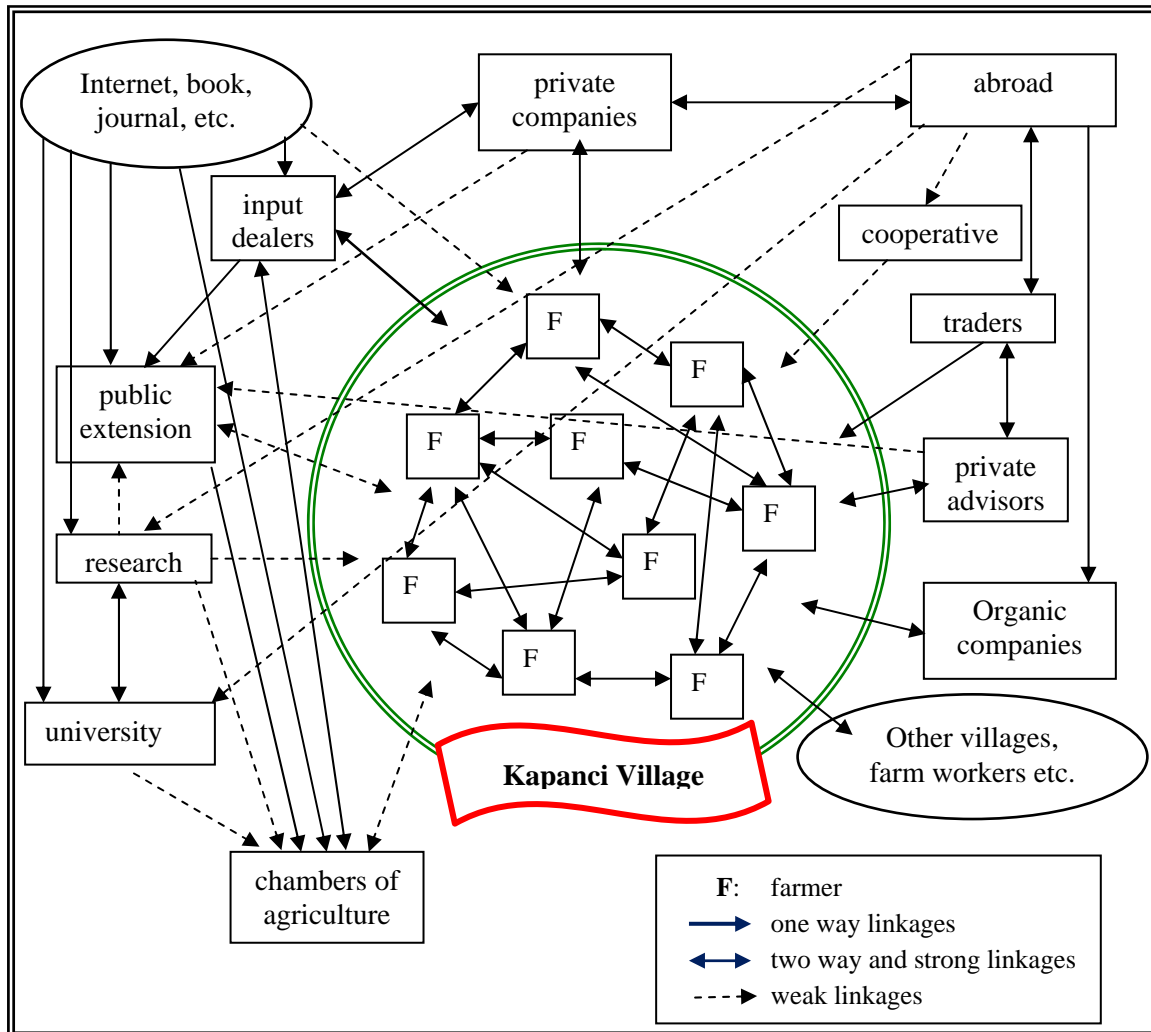 Internet, book,
journal, etc.
private
companies
abroad
input
dealers
cooperative
F
traders
F
public
extension
F
F
private
advisors
F
research
F
F
Organic
companies
F
F
university
Other villages,
farm workers etc.
Kapanci Village
chambers of
agriculture
F: farmer
one way linkages
two way and strong linkages
weak linkages